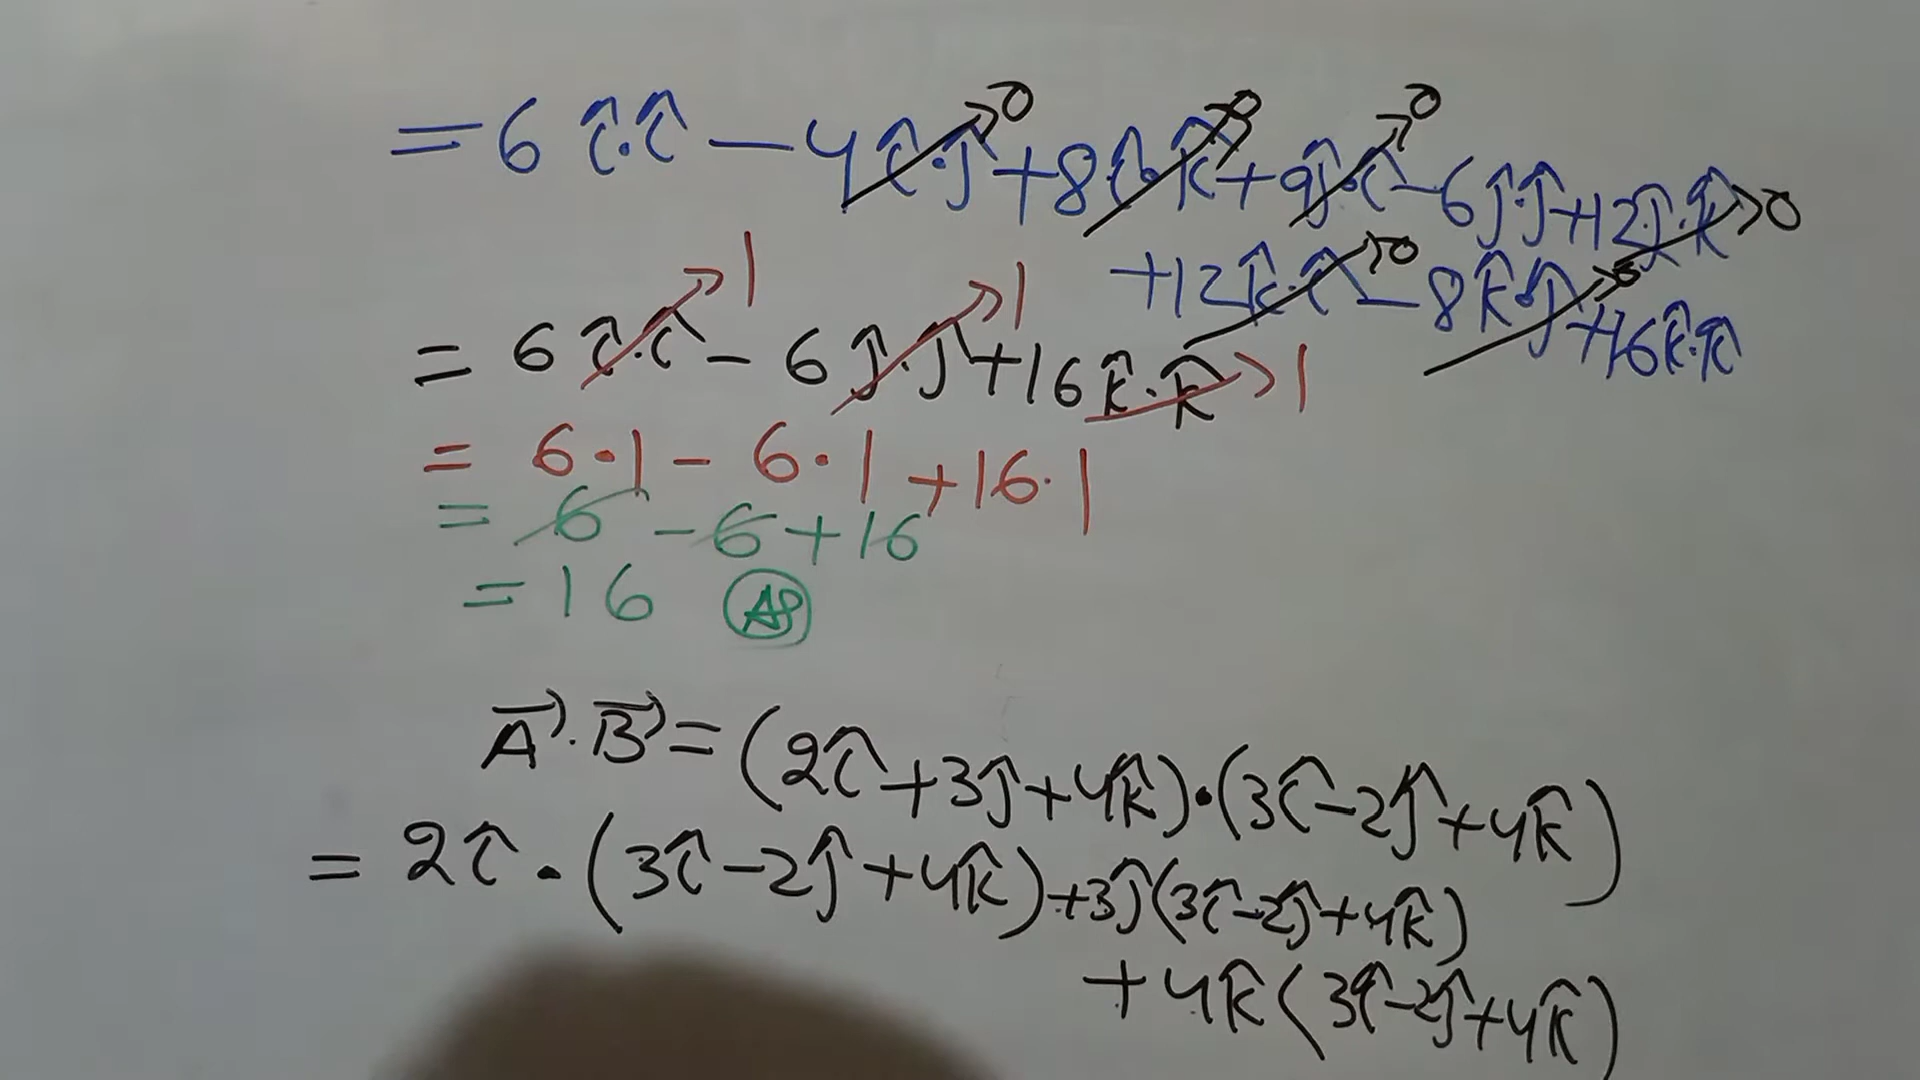 = 6 î·î − 4 î·ĵ→0 + 8 î·k̂→0 + 9 ĵ·î→0 − 6 ĵ·ĵ + 12 ĵ·k̂→0
+ 12 k̂·î→0 − 8 k̂·ĵ→0 + 16 k̂·k̂
= 6 î·î→1 − 6 ĵ·ĵ→1 + 16 k̂·k̂→1
= 6·1 − 6·1 + 16·1
= 6 − 6 + 16
= 16
A⃗·B⃗ = (2î + 3ĵ + 4k̂)·(3î − 2ĵ + 4k̂)
= 2î·(3î − 2ĵ + 4k̂) + 3ĵ(3î − 2ĵ + 4k̂)
+ 4k̂(3î − 2ĵ + 4k̂)